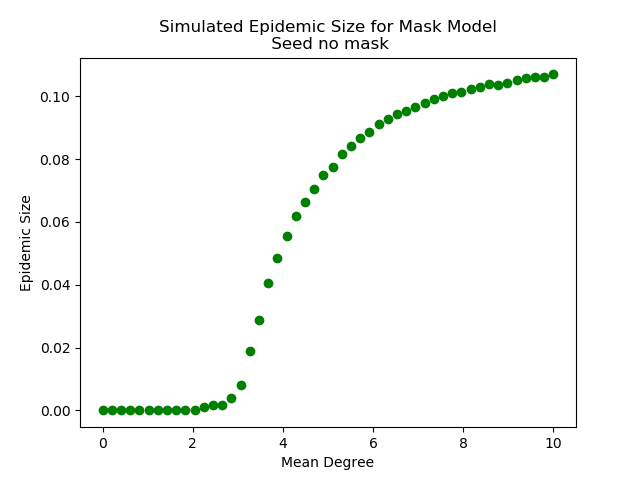 Simulated Epidemic Size for Mask Model
Seed no mask
0.10
0.08
0.06
0.04
0.02
0.00
Epidemic Size
0 2 4 6 8 10
Mean Degree